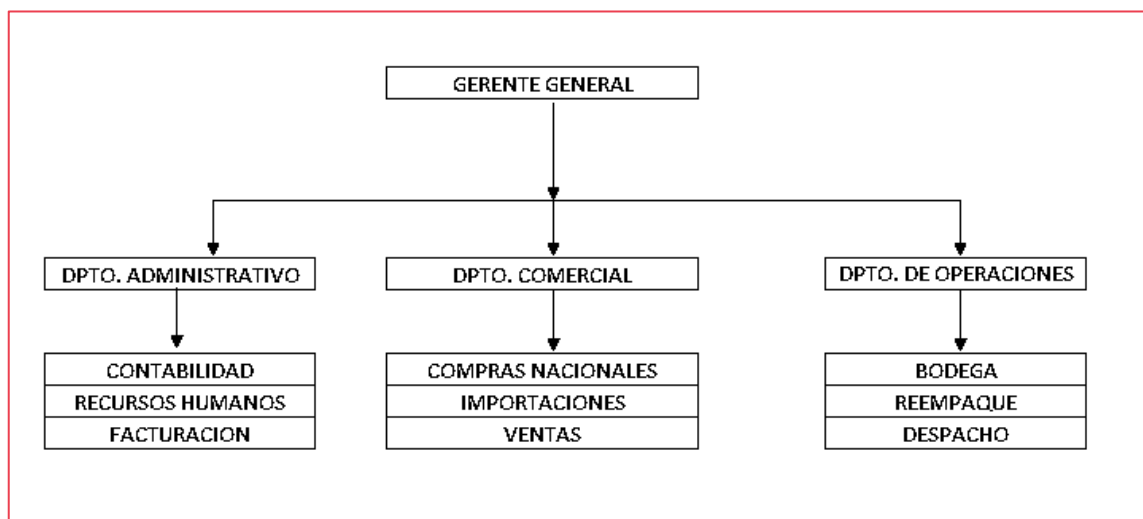 GERENTE GENERAL
DPTO. ADMINISTRATIVO
DPTO. COMERCIAL
DPTO. DE OPERACIONES
CONTABILIDAD
RECURSOS HUMANOS
FACTURACION
COMPRAS NACIONALES
IMPORTACIONES
VENTAS
BODEGA
REEMPAQUE
DESPACHO